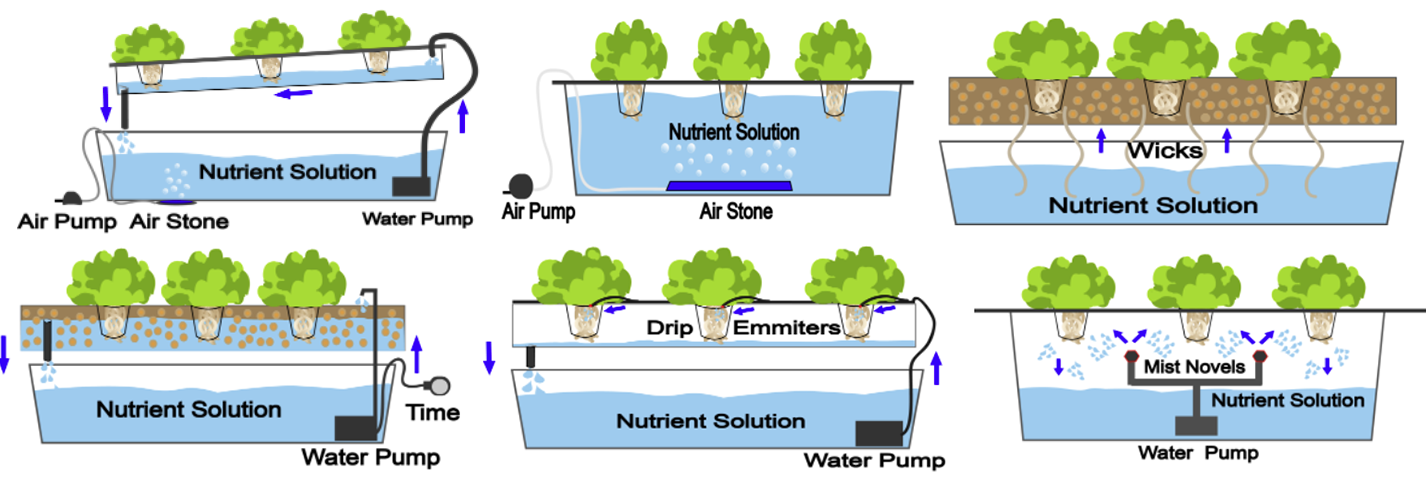 Nutrient Solution
Air Pump Air Stone
Water Pump
Nutrient Solution
Air Pump
Air Stone
Wicks
Nutrient Solution
Nutrient Solution
Time
Water Pump
Drip Emmiters
Nutrient Solution
Water Pump
Mist Novels
Nutrient Solution
Water Pump